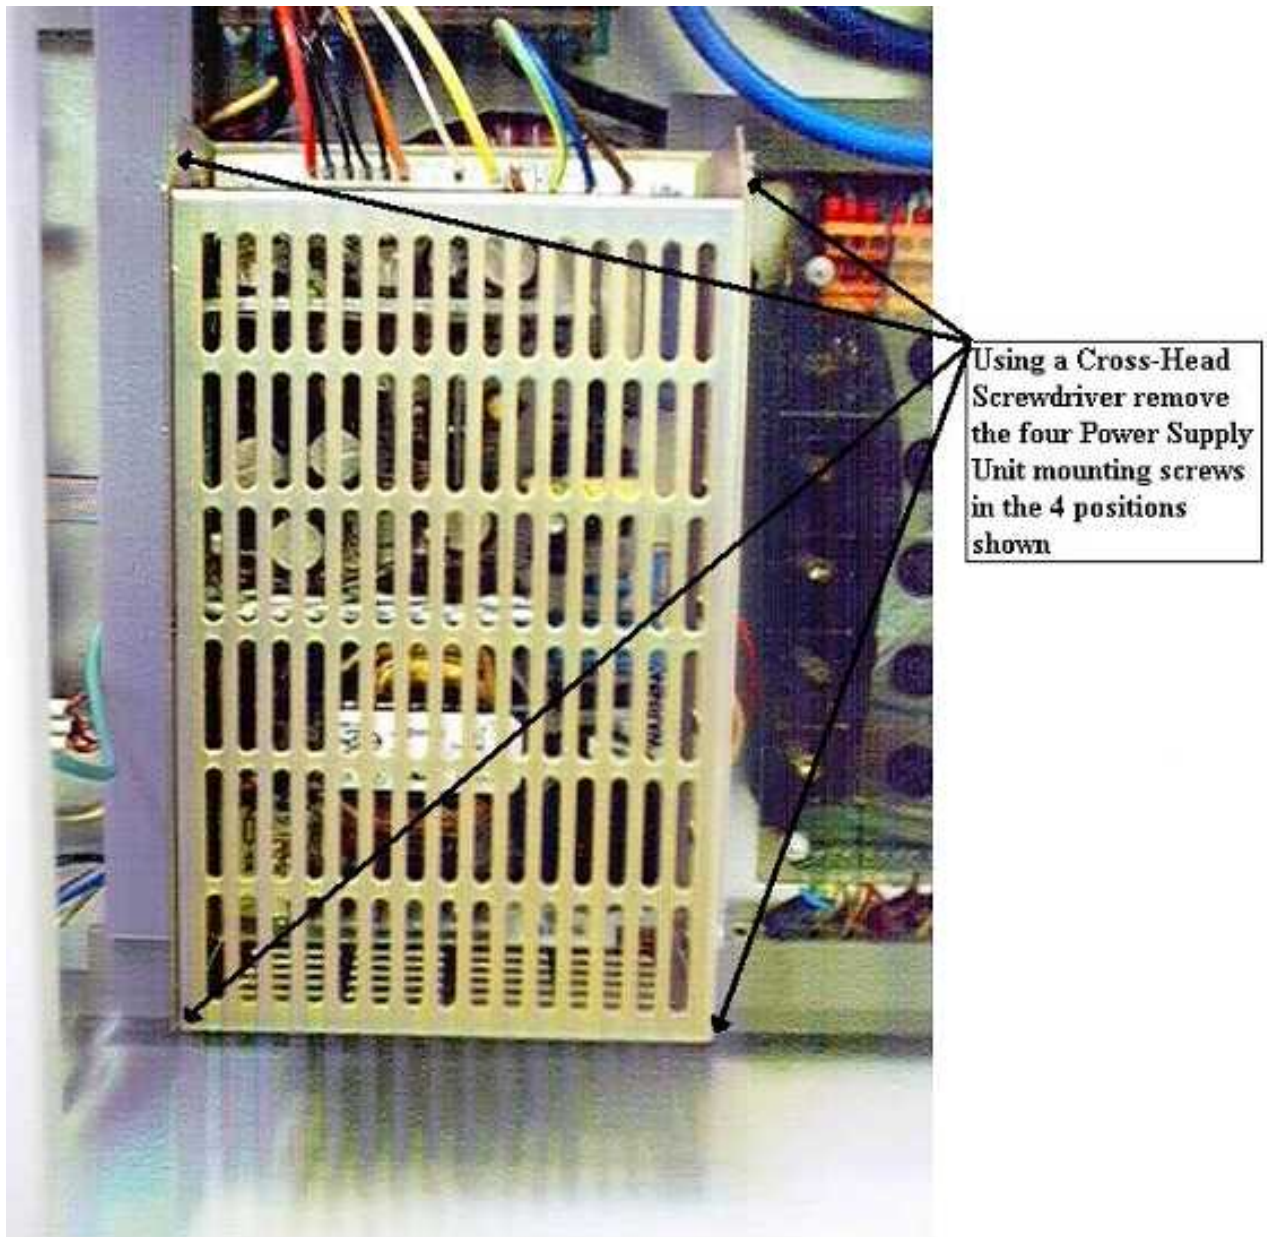 Using a Cross-Head
Screwdriver remove
the four Power Supply
Unit mounting screws
in the 4 positions
shown